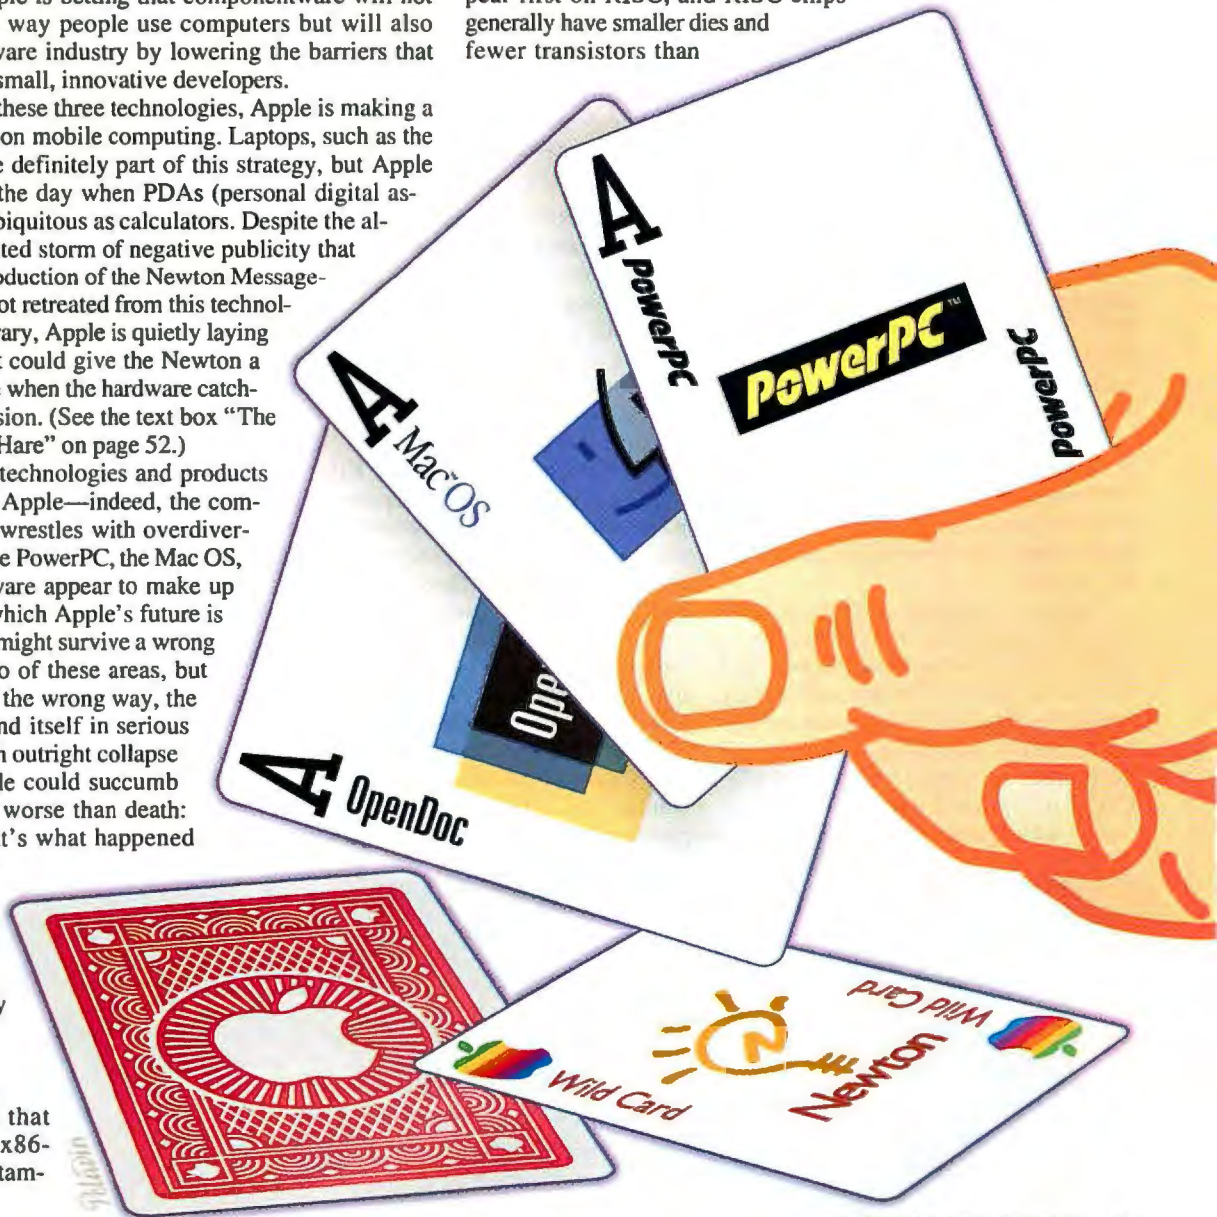 way people use computers but will also
ware industry by lowering the barriers that
small, innovative developers.
these three technologies, Apple is making a
on mobile computing. Laptops, such as the
e definitely part of this strategy, but Apple
the day when PDAs (personal digital as-
biquitous as calculators. Despite the al-
ted storm of negative publicity that
oduction of the Newton Message-
ot retreated from this technol-
rary, Apple is quietly laying
t could give the Newton a
e when the hardware catch-
sion. (See the text box “The
Hare” on page 52.)
technologies and products
Apple—indeed, the com-
wrestles with overdiver-
e PowerPC, the Mac OS,
vare appear to make up
which Apple's future is
might survive a wrong
o of these areas, but
the wrong way, the
nd itself in serious
n outright collapse
le could succumb
worse than death:
t's what happened
y
that
x86-
tam-
generally have smaller dies and
fewer transistors than
A
PowerPC
PowerPC™
PowerPC
A
Mac™OS
A
OpenDoc
Ope
Wild Card
Newton
Wild Card
Paladin